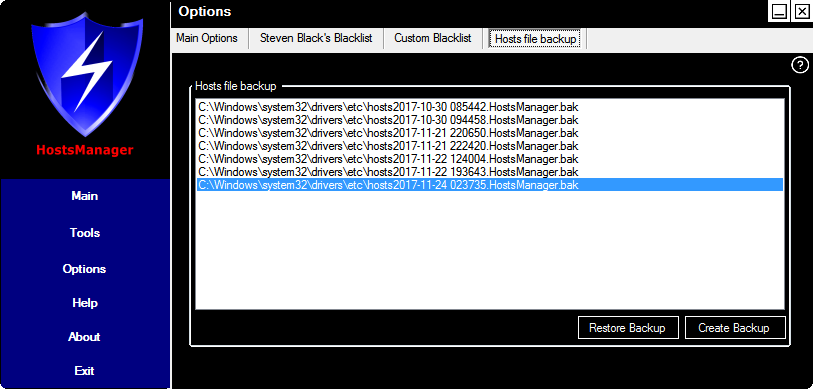 Options
Main Options
Steven Black's Blacklist
Custom Blacklist
Hosts file backup
?
HostsManager
Main
Tools
Options
Help
About
Exit
Hosts file backup
C:\Windows\system32\drivers\etc\hosts2017-10-30 085442.HostsManager.bak
C:\Windows\system32\drivers\etc\hosts2017-10-30 094458.HostsManager.bak
C:\Windows\system32\drivers\etc\hosts2017-11-21 220650.HostsManager.bak
C:\Windows\system32\drivers\etc\hosts2017-11-21 222420.HostsManager.bak
C:\Windows\system32\drivers\etc\hosts2017-11-22 124004.HostsManager.bak
C:\Windows\system32\drivers\etc\hosts2017-11-22 193643.HostsManager.bak
C:\Windows\system32\drivers\etc\hosts2017-11-24 023735.HostsManager.bak
Restore Backup
Create Backup